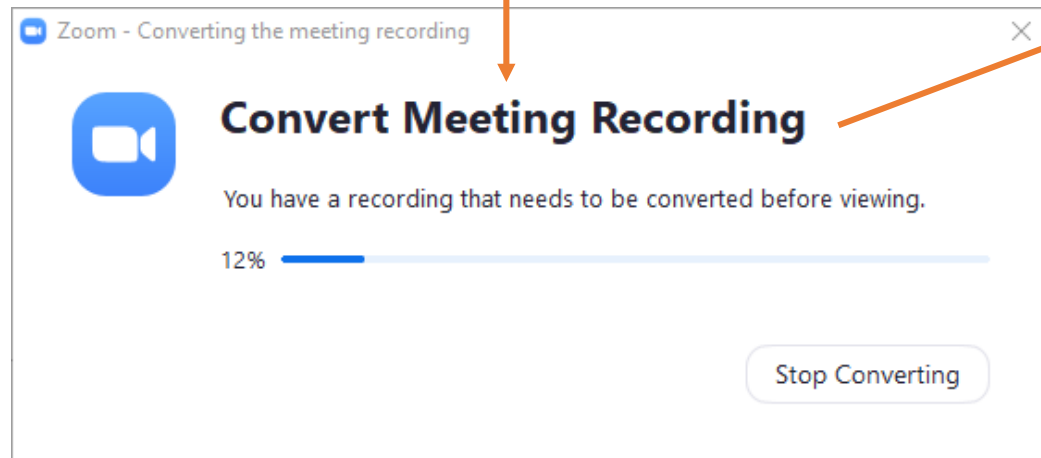 Zoom - Converting the meeting recording
Convert Meeting Recording
You have a recording that needs to be converted before viewing.
12%
Stop Converting